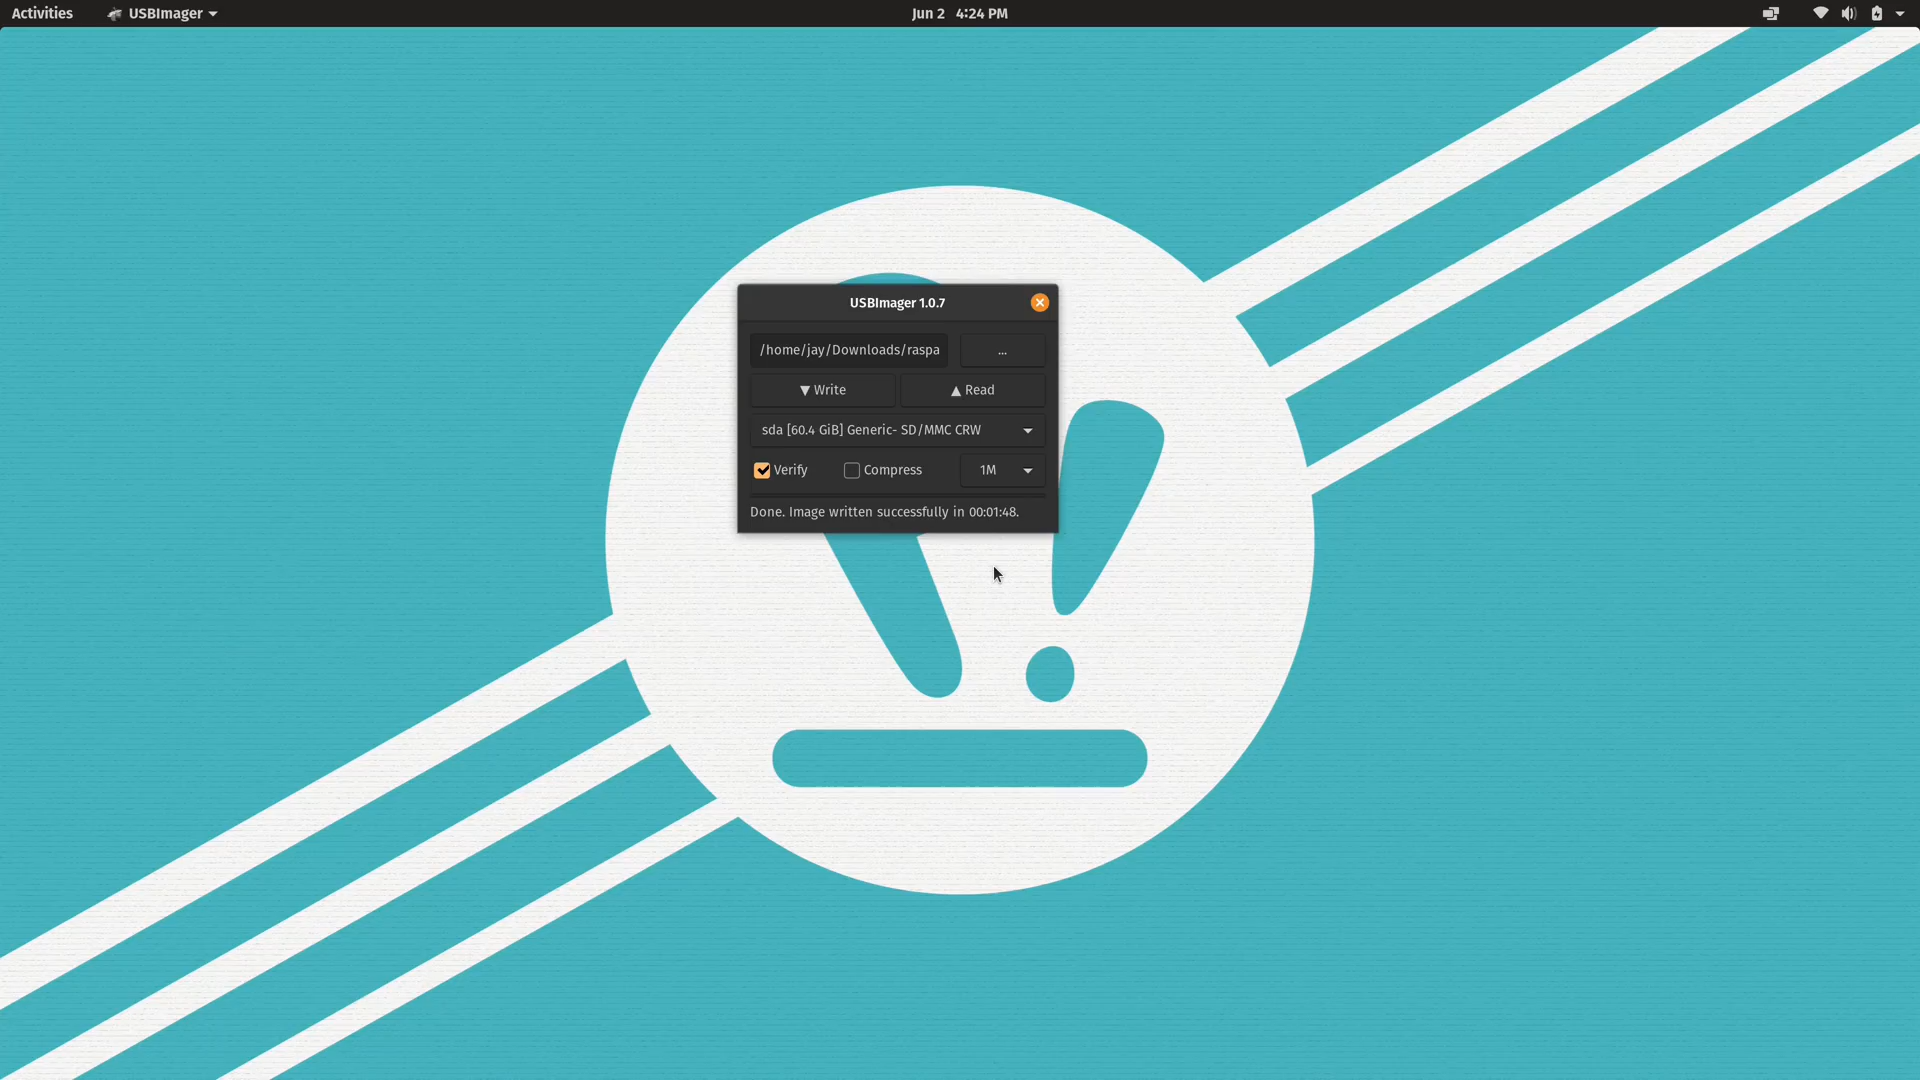 Activities USBImager Jun 2 4:24 PM
USBImager 1.0.7
/home/jay/Downloads/raspa ...
▼ Write ▲ Read
sda [60.4 GiB] Generic- SD/MMC CRW
Verify Compress 1M
Done. Image written successfully in 00:01:48.